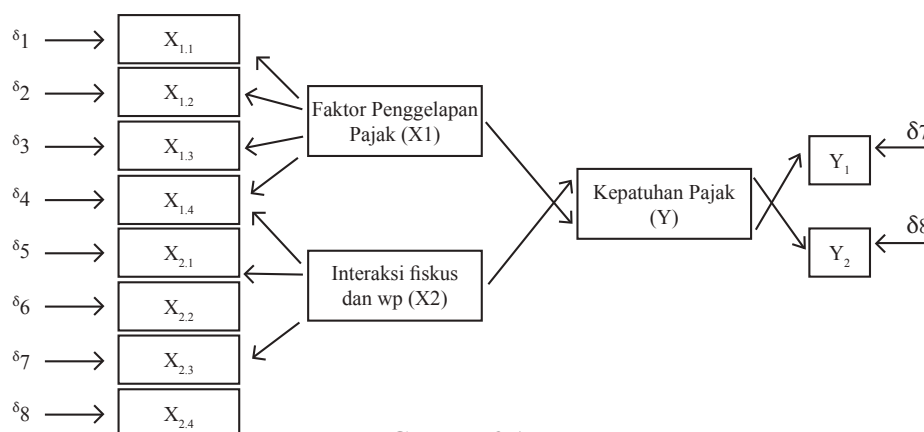 δ1
X1.1
δ2
X1.2
δ3
X1.3
δ4
X1.4
δ5
X2.1
δ6
X2.2
δ7
X2.3
δ8
X2.4
Faktor Penggelapan
Pajak (X1)
Interaksi fiskus
dan wp (X2)
Kepatuhan Pajak
(Y)
Y1
δ7
Y2
δ8